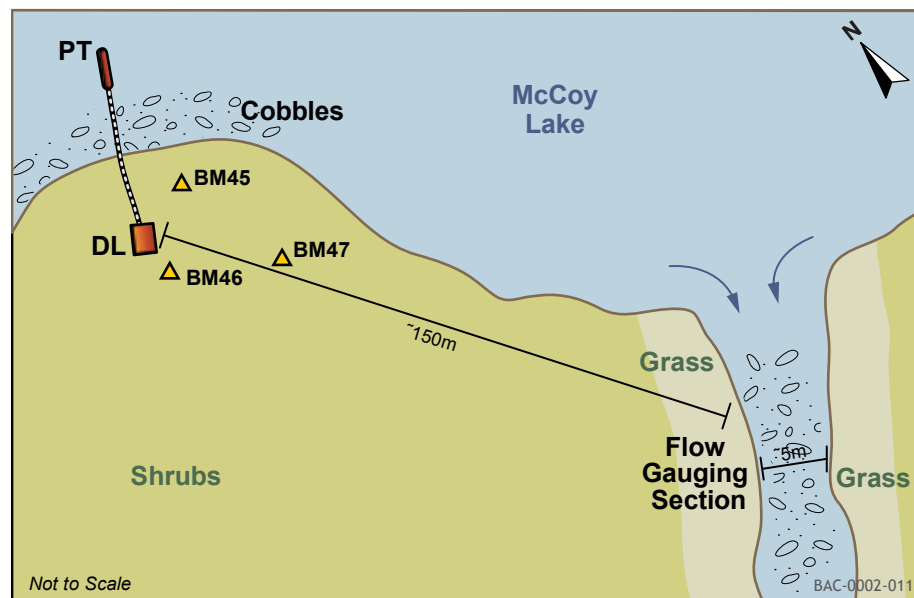 N
PT
Cobbles
McCoy
Lake
BM45
DL
BM47
BM46
~150m
Grass
Flow
Gauging
Section
~5m
Shrubs
Grass
Not to Scale
BAC-0002-011